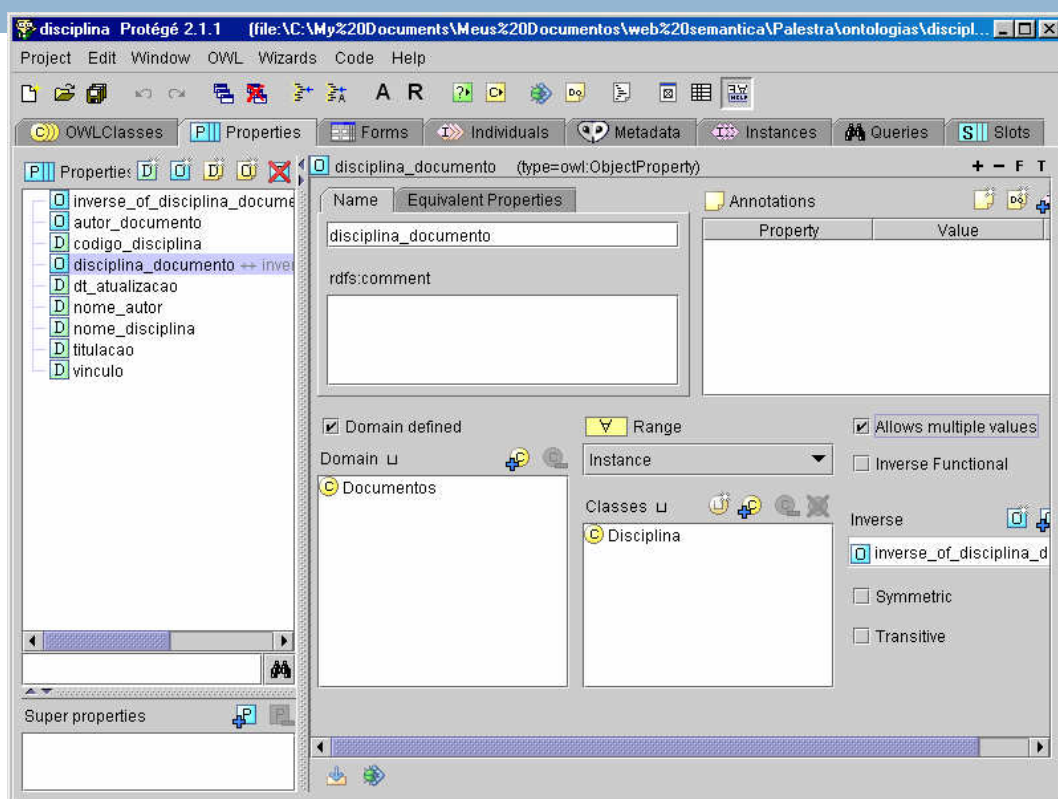 disciplina Protégé 2.1.1 (file:\C:\My%20Documents\Meus%20Documentos\web%20semantica\Palestra\ontologias\discipl...
Project Edit Window OWL Wizards Code Help
A R
HELP
C OWLClasses P Properties Forms I Individuals Metadata I Instances Queries S Slots
P Properties D O D O
O disciplina_documento (type=owl:ObjectProperty) + - F T
O inverse_of_disciplina_docume
O autor_documento
D codigo_disciplina
O disciplina_documento ↔ inver
D dt_atualizacao
D nome_autor
D nome_disciplina
D titulacao
D vinculo
Super properties P P
Name Equivalent Properties
disciplina_documento
rdfs:comment
Annotations
Property Value
Domain defined
Domain ⊔ C C
C Documentos
∀ Range
Instance
Classes ⊔ C C
C Disciplina
Allows multiple values
Inverse Functional
Inverse O
O inverse_of_disciplina_d
Symmetric
Transitive